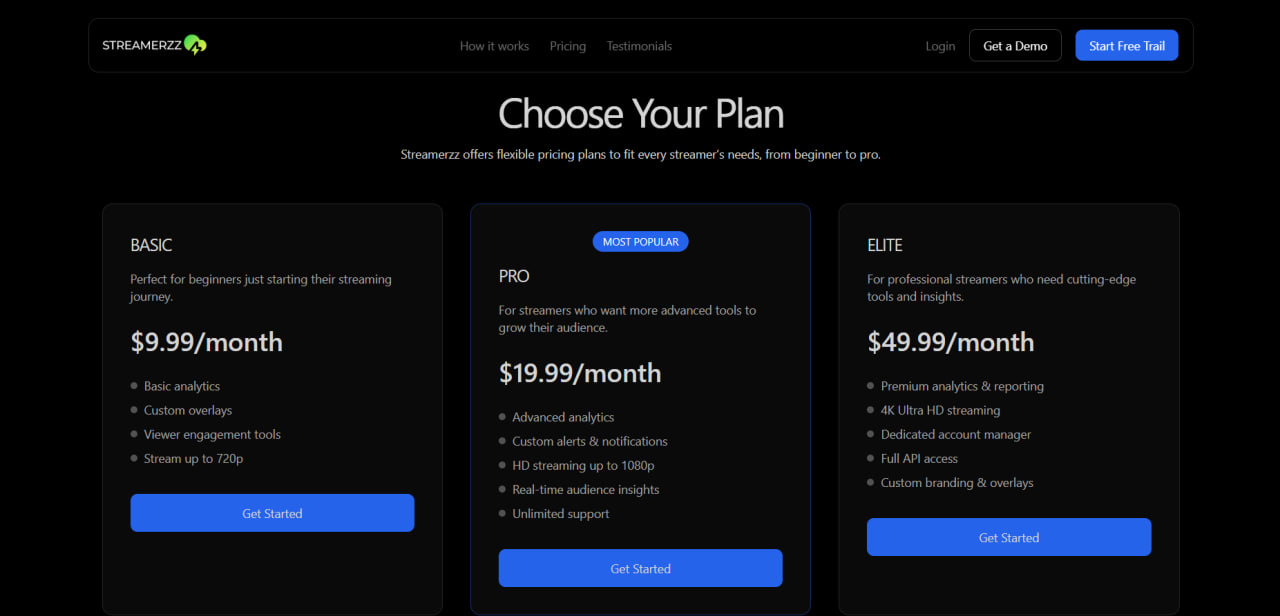 STREAMERZZ
How it works
Pricing
Testimonials
Login
Get a Demo
Start Free Trail
Choose Your Plan
Streamerzz offers flexible pricing plans to fit every streamer's needs, from beginner to pro.
BASIC
Perfect for beginners just starting their streaming
journey.
$9.99/month
Basic analytics
Custom overlays
Viewer engagement tools
Stream up to 720p
Get Started
MOST POPULAR
PRO
For streamers who want more advanced tools to
grow their audience.
$19.99/month
Advanced analytics
Custom alerts & notifications
HD streaming up to 1080p
Real-time audience insights
Unlimited support
Get Started
ELITE
For professional streamers who need cutting-edge
tools and insights.
$49.99/month
Premium analytics & reporting
4K Ultra HD streaming
Dedicated account manager
Full API access
Custom branding & overlays
Get Started